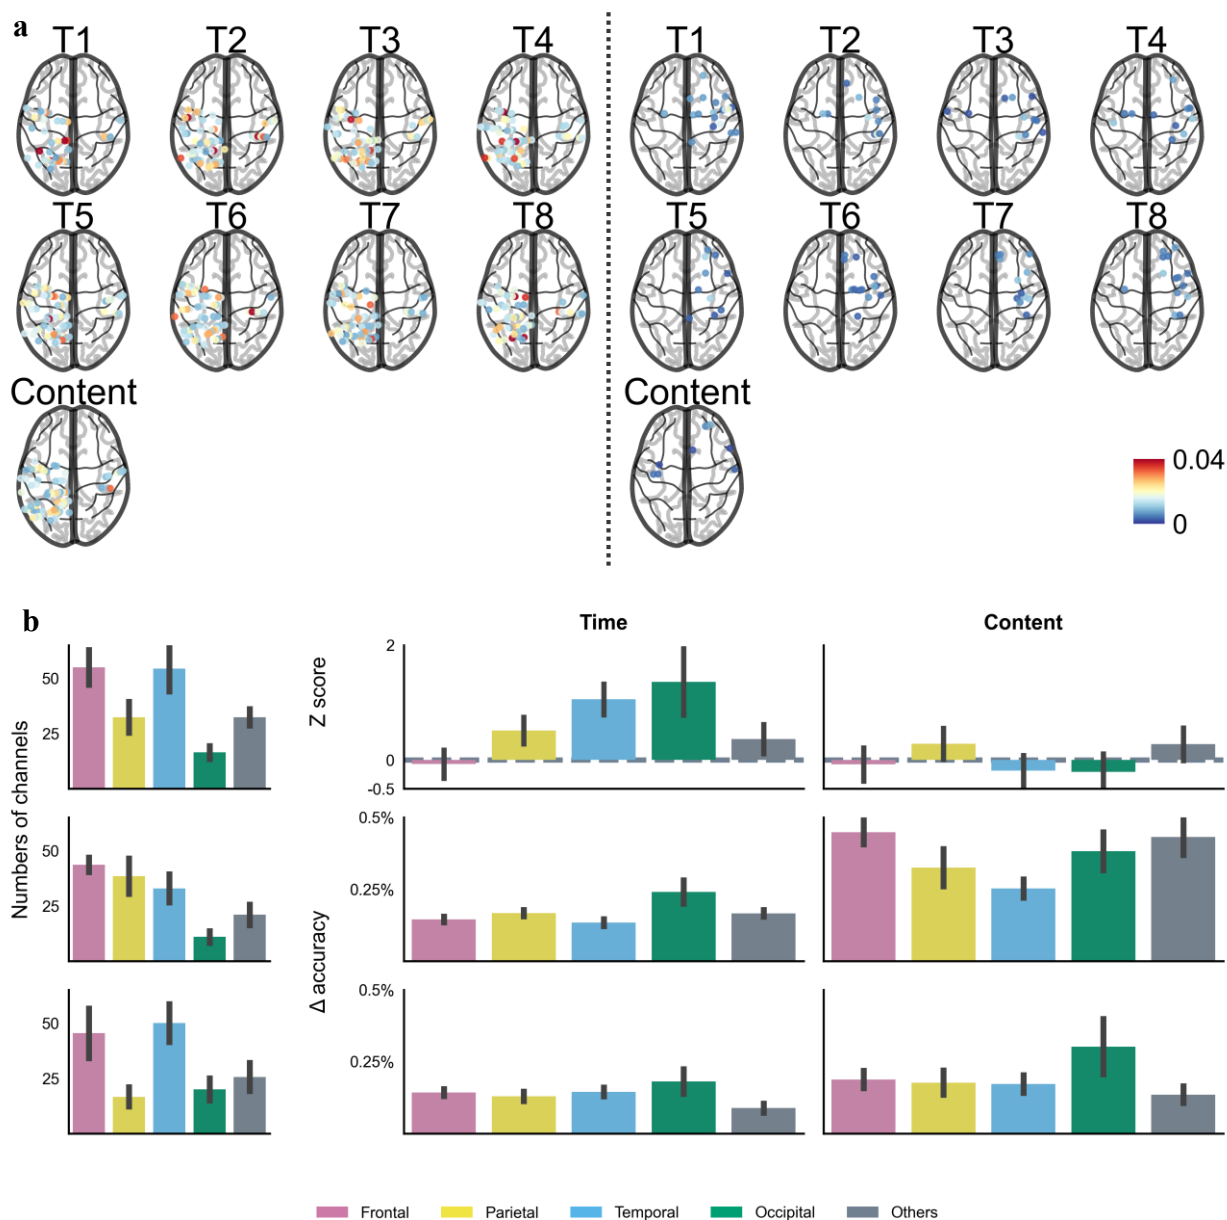 a
T1 T2 T3 T4 T1 T2 T3 T4
T5 T6 T7 T8 T5 T6 T7 T8
Content Content
0.04
0
b
Time Content
Numbers of channels
50
25
50
25
50
25
Z score
2
0
-0.5
Δ accuracy
0.5%
0.25%
0.5%
0.25%
Frontal Parietal Temporal Occipital Others